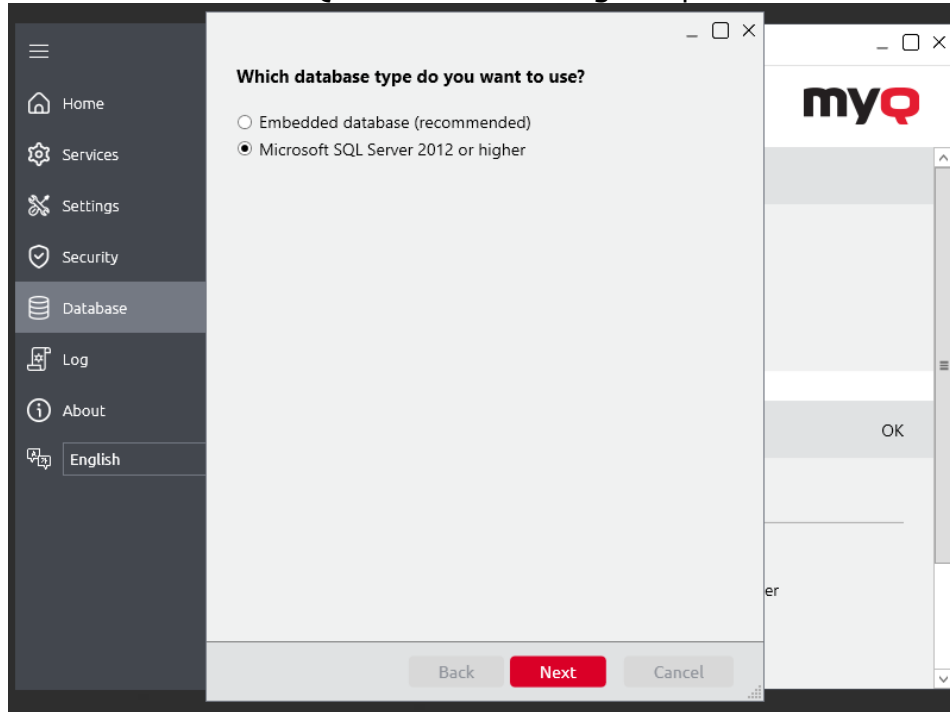 Home
Services
Settings
Security
Database
Log
About
English
Which database type do you want to use?
Embedded database (recommended)
Microsoft SQL Server 2012 or higher
Back Next Cancel
myQ
OK
er